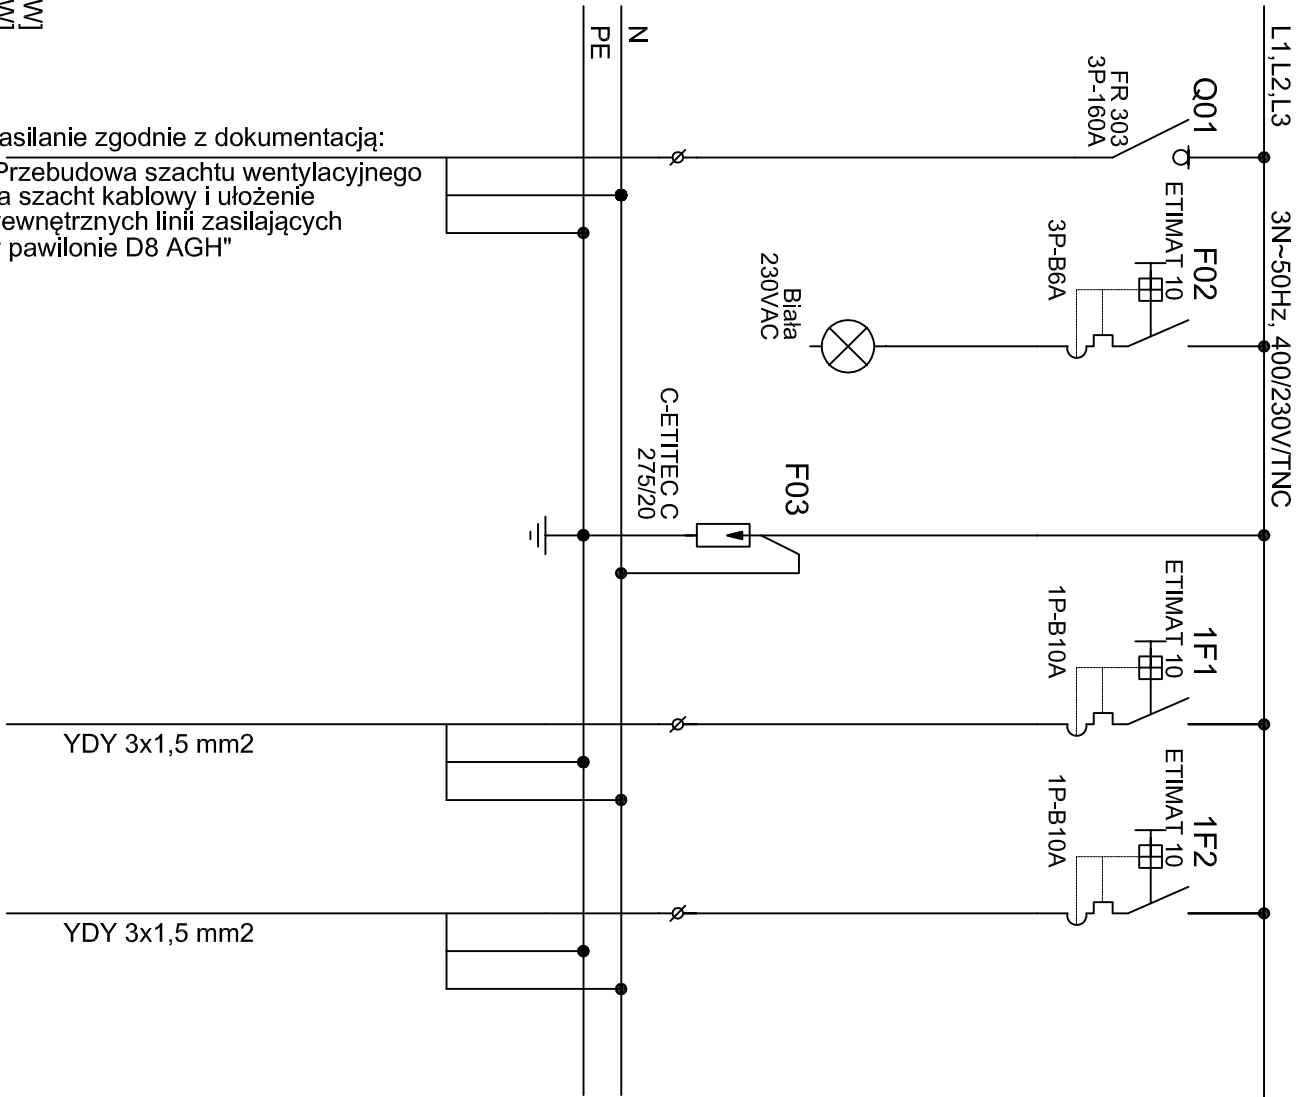 W]
W]
L1,L2,L3
3N~50Hz, 400/230V/TNC
N
PE
Q01
FR 303
3P-160A
asilanie zgodnie z dokumentacją:
Przebudowa szachtu wentylacyjnego
a szacht kablowy i ułożenie
ewnętrznych linii zasilających
pawilonie D8 AGH"
F02
ETIMAT 10
3P-B6A
Biała
230VAC
F03
C-ETITEC C
275/20
1F1
ETIMAT 10
1P-B10A
YDY 3x1,5 mm2
1F2
ETIMAT 10
1P-B10A
YDY 3x1,5 mm2